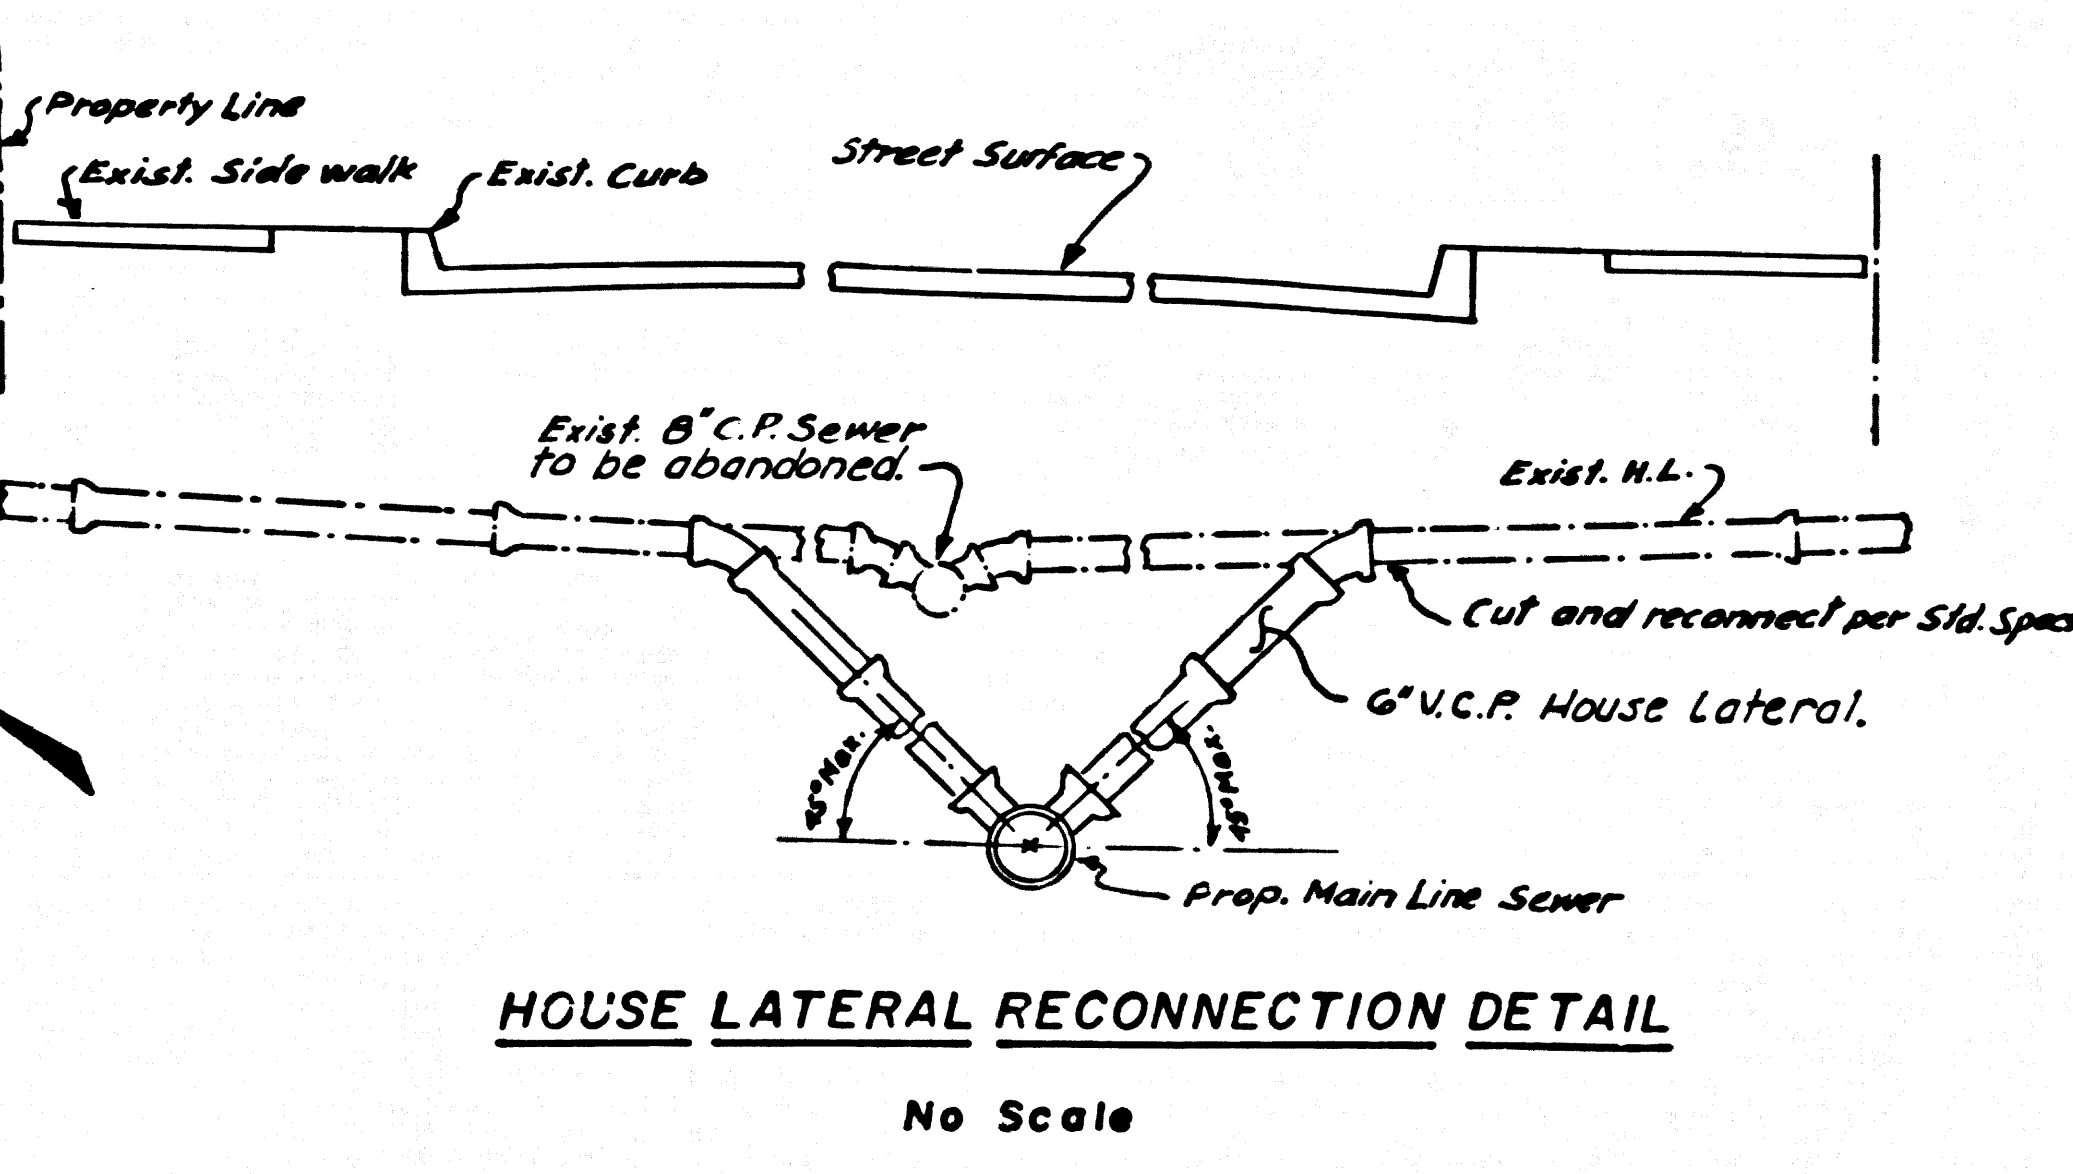 Property Line
Exist. Side walk
Exist. Curb
Street Surface
Exist. 8" C.P. Sewer
to be abandoned.
Exist. H.L.
Cut and reconnect per Std. Specs
6" V.C.P. House Lateral.
45° Max.
45° Max.
Prop. Main Line Sewer
HOUSE LATERAL RECONNECTION DETAIL
No Scale